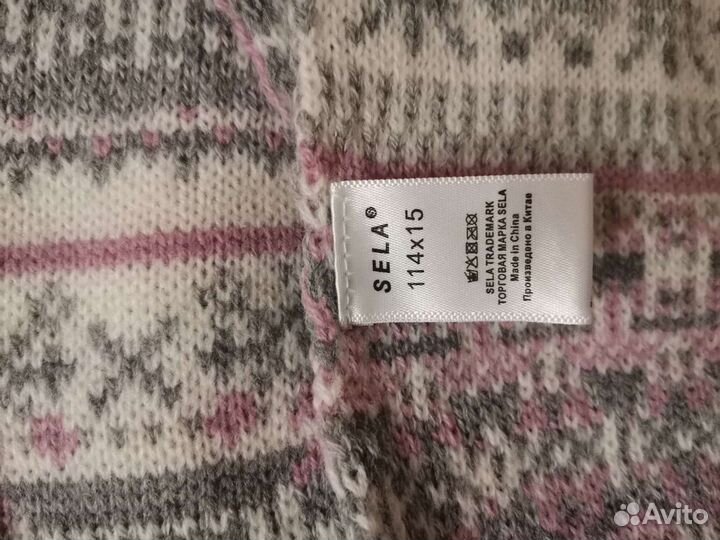 SELA®
114x15
SELA TRADEMARK
ТОРГОВАЯ МАРКА SELA
Made in China
Произведено в Китае
Avito